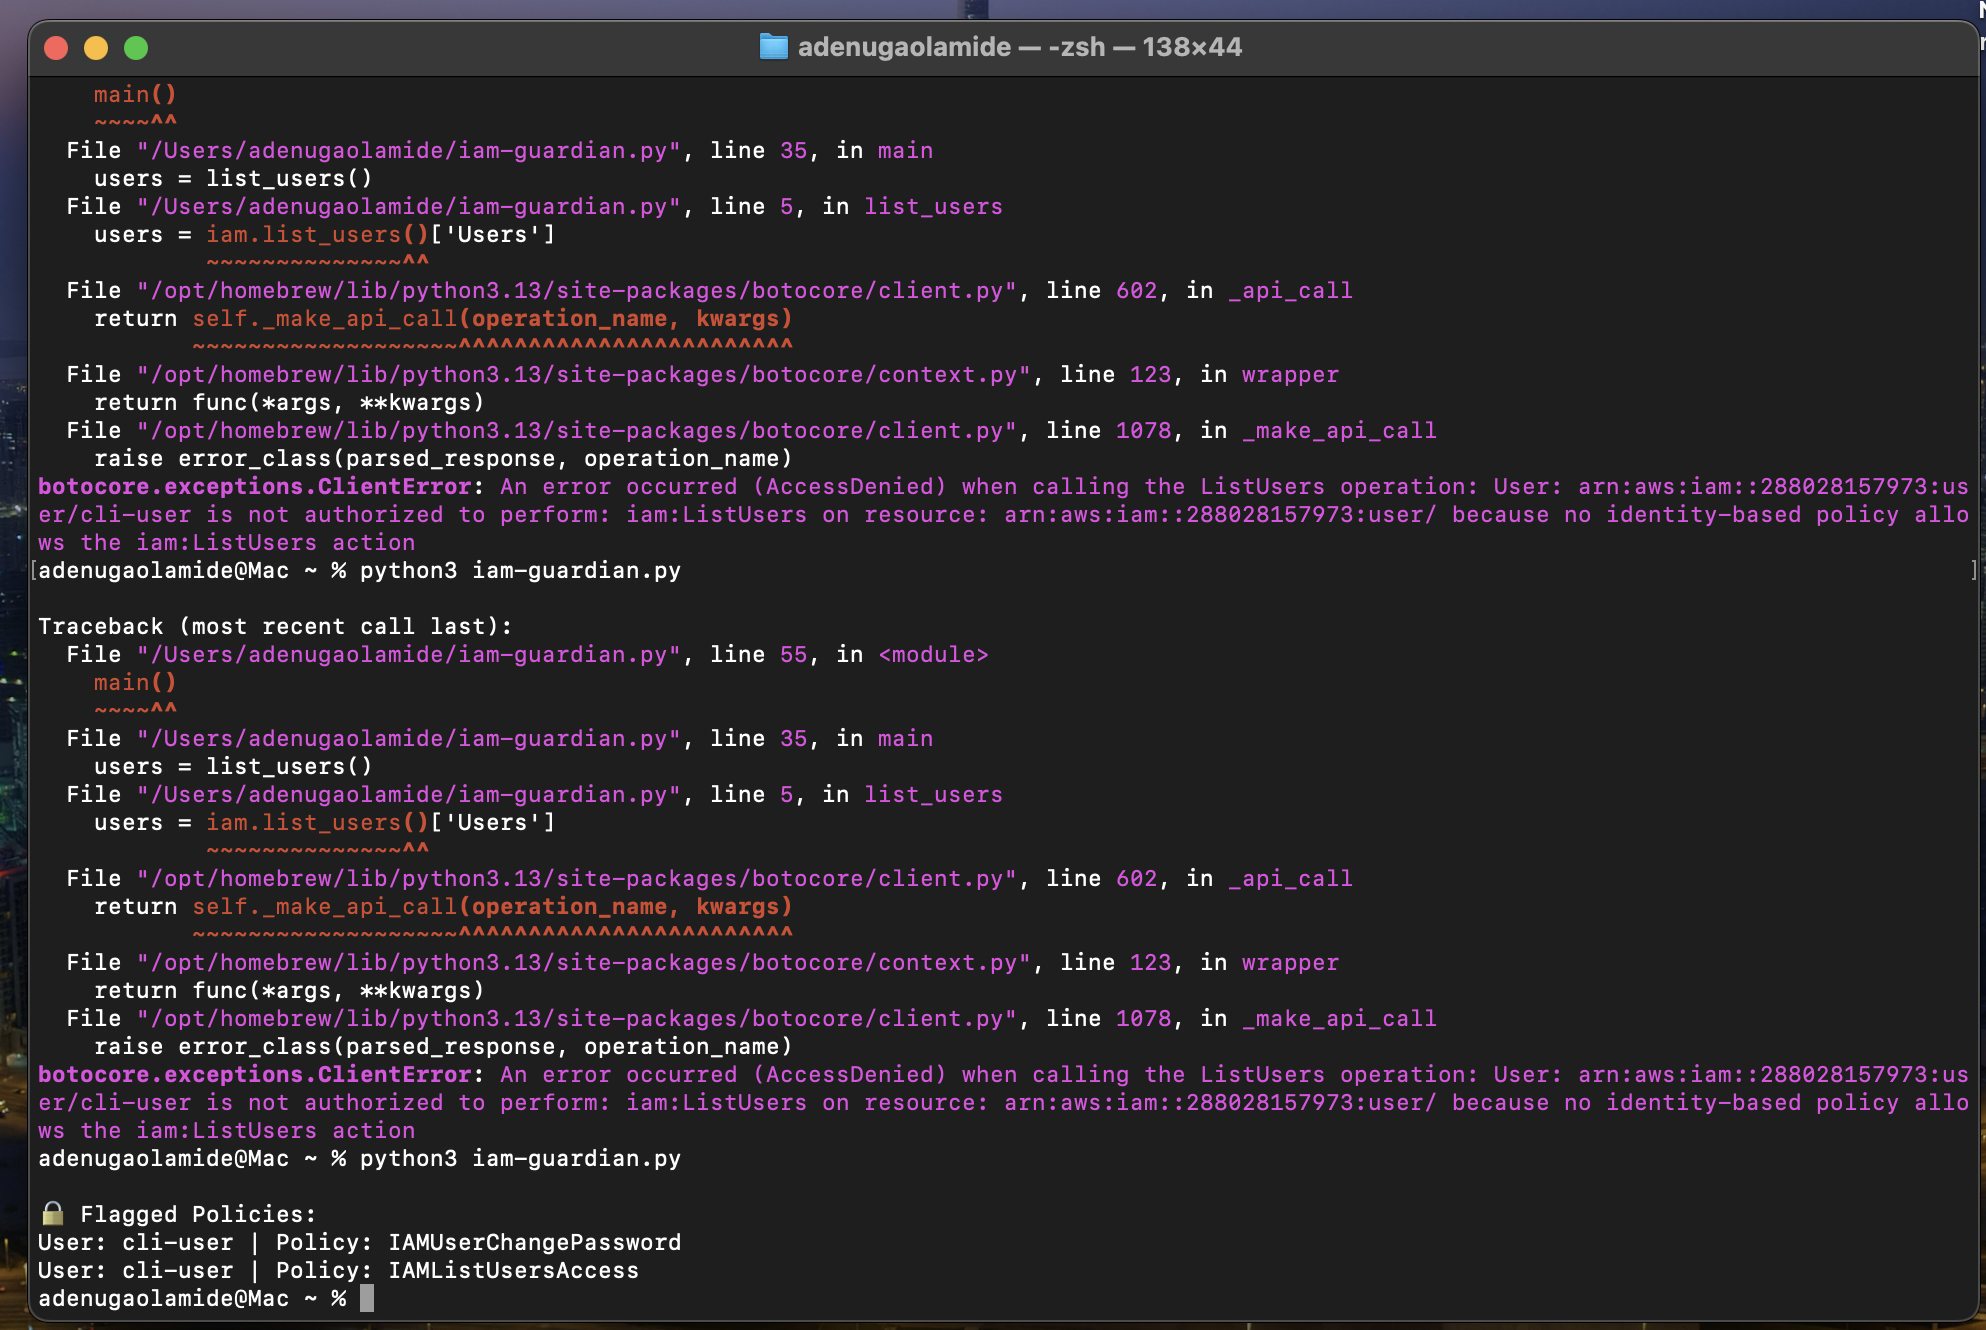 adenugaolamide — -zsh — 138×44
    main()
    ~~~~^^
  File "/Users/adenugaolamide/iam-guardian.py", line 35, in main
    users = list_users()
  File "/Users/adenugaolamide/iam-guardian.py", line 5, in list_users
    users = iam.list_users()['Users']
            ~~~~~~~~~~~~~~^^
  File "/opt/homebrew/lib/python3.13/site-packages/botocore/client.py", line 602, in _api_call
    return self._make_api_call(operation_name, kwargs)
           ~~~~~~~~~~~~~~~~~~~^^^^^^^^^^^^^^^^^^^^^^^^
  File "/opt/homebrew/lib/python3.13/site-packages/botocore/context.py", line 123, in wrapper
    return func(*args, **kwargs)
  File "/opt/homebrew/lib/python3.13/site-packages/botocore/client.py", line 1078, in _make_api_call
    raise error_class(parsed_response, operation_name)
botocore.exceptions.ClientError: An error occurred (AccessDenied) when calling the ListUsers operation: User: arn:aws:iam::288028157973:us
er/cli-user is not authorized to perform: iam:ListUsers on resource: arn:aws:iam::288028157973:user/ because no identity-based policy allo
ws the iam:ListUsers action
[adenugaolamide@Mac ~ % python3 iam-guardian.py ]
Traceback (most recent call last):
  File "/Users/adenugaolamide/iam-guardian.py", line 55, in <module>
    main()
    ~~~~^^
  File "/Users/adenugaolamide/iam-guardian.py", line 35, in main
    users = list_users()
  File "/Users/adenugaolamide/iam-guardian.py", line 5, in list_users
    users = iam.list_users()['Users']
            ~~~~~~~~~~~~~~^^
  File "/opt/homebrew/lib/python3.13/site-packages/botocore/client.py", line 602, in _api_call
    return self._make_api_call(operation_name, kwargs)
           ~~~~~~~~~~~~~~~~~~~^^^^^^^^^^^^^^^^^^^^^^^^
  File "/opt/homebrew/lib/python3.13/site-packages/botocore/context.py", line 123, in wrapper
    return func(*args, **kwargs)
  File "/opt/homebrew/lib/python3.13/site-packages/botocore/client.py", line 1078, in _make_api_call
    raise error_class(parsed_response, operation_name)
botocore.exceptions.ClientError: An error occurred (AccessDenied) when calling the ListUsers operation: User: arn:aws:iam::288028157973:us
er/cli-user is not authorized to perform: iam:ListUsers on resource: arn:aws:iam::288028157973:user/ because no identity-based policy allo
ws the iam:ListUsers action
adenugaolamide@Mac ~ % python3 iam-guardian.py
🔒 Flagged Policies:
User: cli-user | Policy: IAMUserChangePassword
User: cli-user | Policy: IAMListUsersAccess
adenugaolamide@Mac ~ %